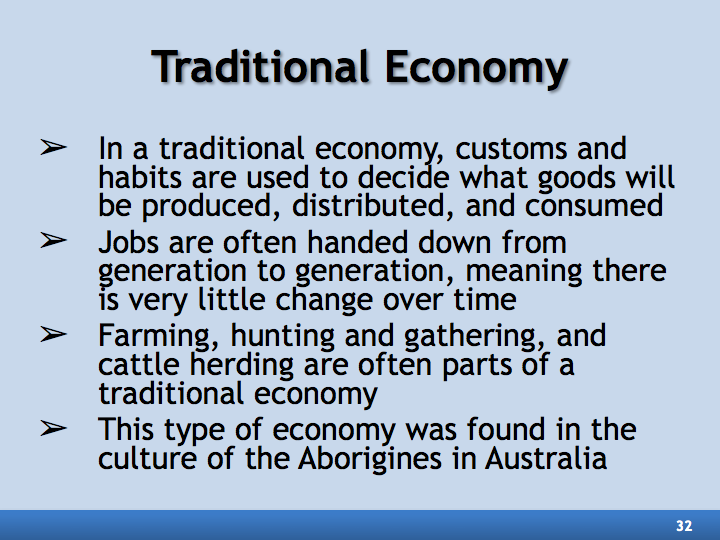 Traditional Economy
➢ In a traditional economy, customs and
habits are used to decide what goods will
be produced, distributed, and consumed
➢ Jobs are often handed down from
generation to generation, meaning there
is very little change over time
➢ Farming, hunting and gathering, and
cattle herding are often parts of a
traditional economy
➢ This type of economy was found in the
culture of the Aborigines in Australia
32